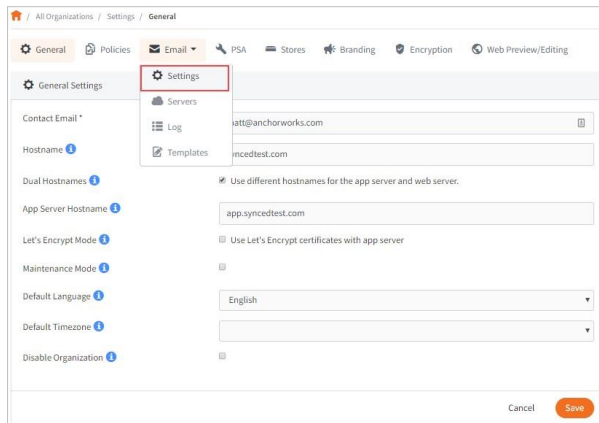 / All Organizations / Settings / General
General Policies Email PSA Stores Branding Encryption Web Preview/Editing
Settings
General Settings
Servers
Contact Email *
att@anchorworks.com
Log
Hostname
ncedtest.com
Templates
Dual Hostnames
Use different hostnames for the app server and web server.
App Server Hostname
app.syncedtest.com
Let's Encrypt Mode
Use Let's Encrypt certificates with app server
Maintenance Mode
Default Language
English
Default Timezone
Disable Organization
Cancel Save